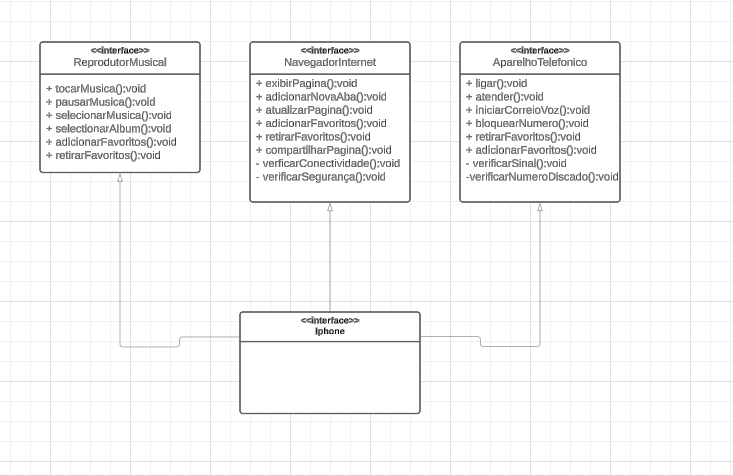 <<interface>>
ReprodutorMusical
+ tocarMusica():void
+ pausarMusica():void
+ selecionarMusica():void
+ selectionarAlbum():void
+ adicionarFavoritos():void
+ retirarFavoritos():void
<<interface>>
NavegadorInternet
+ exibirPagina():void
+ adicionarNovaAba():void
+ atualizarPagina():void
+ adicionarFavoritos():void
+ retirarFavoritos():void
+ compartilharPagina():void
- verficarConectividade():void
- verificarSegurança():void
<<interface>>
AparelhoTelefonico
+ ligar():void
+ atender():void
+ iniciarCorreioVoz():void
+ bloquearNumero():void
+ retirarFavoritos():void
+ adicionarFavoritos():void
- verificarSinal():void
-verificarNumeroDiscado():void
<<interface>>
Iphone